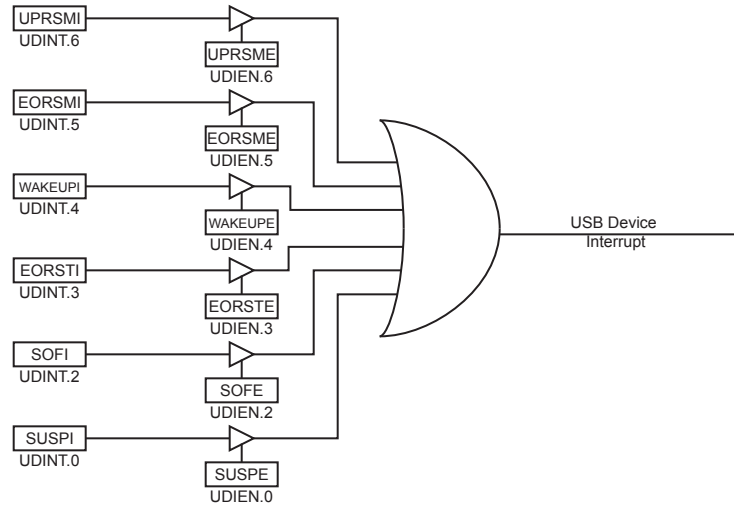 UPRSMI
UDINT.6
UPRSME
UDIEN.6
EORSMI
UDINT.5
EORSME
UDIEN.5
WAKEUPI
UDINT.4
WAKEUPE
UDIEN.4
EORSTI
UDINT.3
EORSTE
UDIEN.3
SOFI
UDINT.2
SOFE
UDIEN.2
SUSPI
UDINT.0
SUSPE
UDIEN.0
USB Device
Interrupt